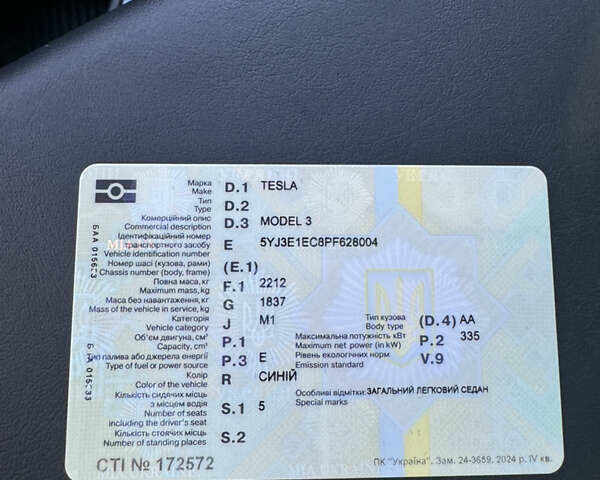 Марка D.1 TESLA
Make
Тип D.2
Type
Комерційний опис D.3 MODEL 3
Commercial description
Ідентифікаційний номер
транспортного засобу E 5YJ3E1EC8PF628004
Vehicle identification number
Номер шасі (кузова, рами) (E.1)
Chassis number (body, frame)
Повна маса, кг F.1 2212
Maximum mass, kg
Маса без навантаження, кг G 1837
Mass of the vehicle in service, kg
Категорія J M1 Тип кузова (D.4) AA
Vehicle category Body type
Об'єм двигуна, см³ P.1 Максимальна потужність кВт P.2 335
Capacity, cm³ Maximum net power (in kW)
Тип палива або джерела енергії P.3 E Рівень екологічних норм V.9
Type of fuel or power source Emission standard
Колір R СИНІЙ
Color of the vehicle
Кількість сидячих місць Особливі відмітки: ЗАГАЛЬНИЙ ЛЕГКОВИЙ СЕДАН
з місцем водія S.1 5 Special marks
Number of seats
including the driver's seat
Кількість стоячих місць S.2
Number of standing places
СТІ № 172572
ПК "Україна". Зам. 24-3659. 2024 р. IV кв.